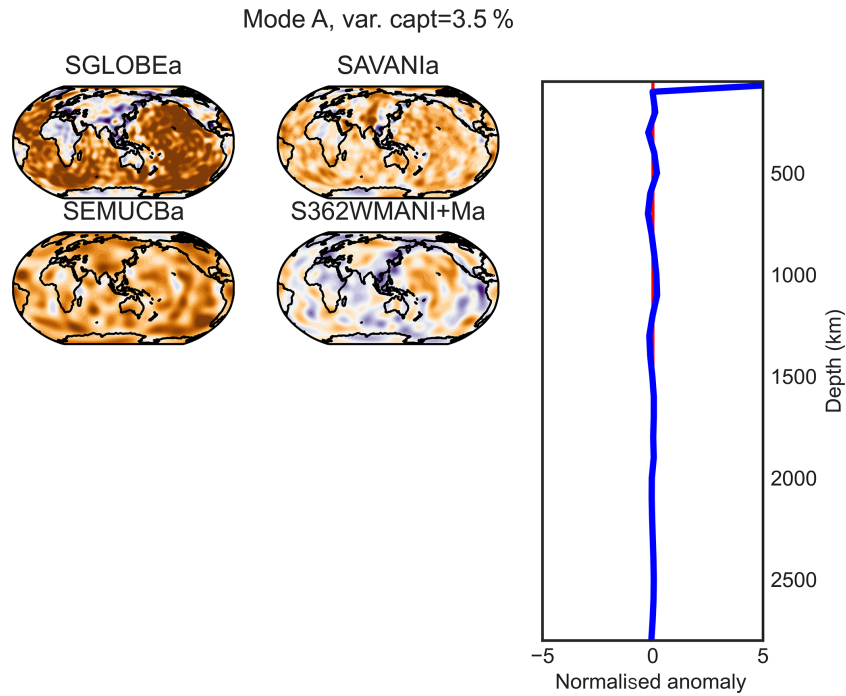 Mode A, var. capt=3.5 %
SGLOBEa
SAVANIa
SEMUCBa
S362WMANI+Ma
500
1000
1500
2000
2500
Depth (km)
−5
0
5
Normalised anomaly